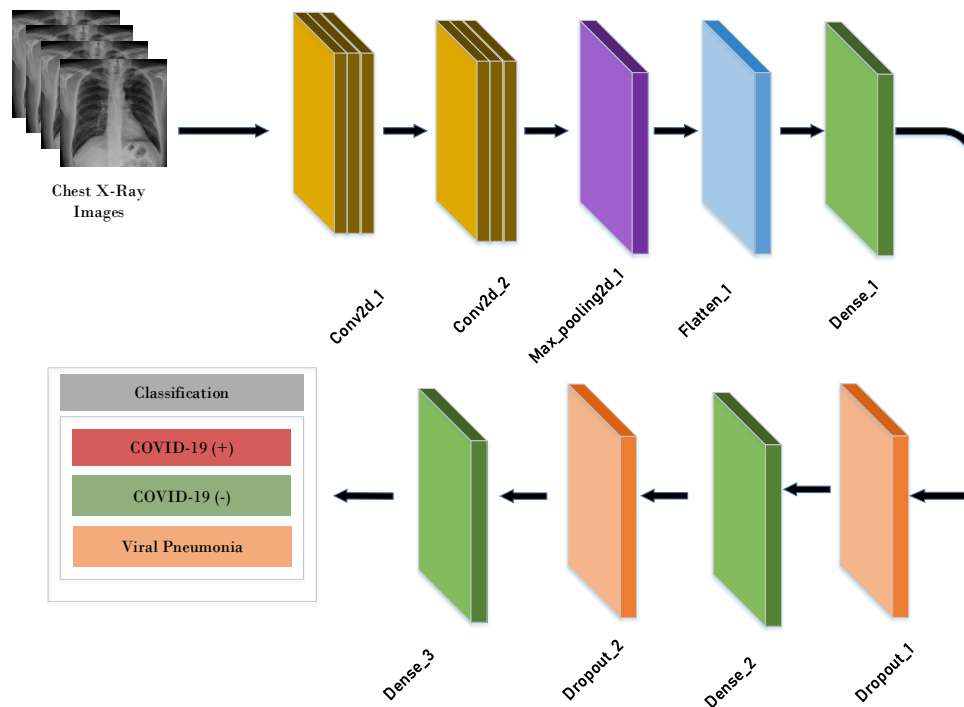 Chest X-Ray
Images
Conv2d_1
Conv2d_2
Max_pooling2d_1
Flatten_1
Dense_1
Classification
COVID-19 (+)
COVID-19 (-)
Viral Pneumonia
Dense_3
Dropout_2
Dense_2
Dropout_1